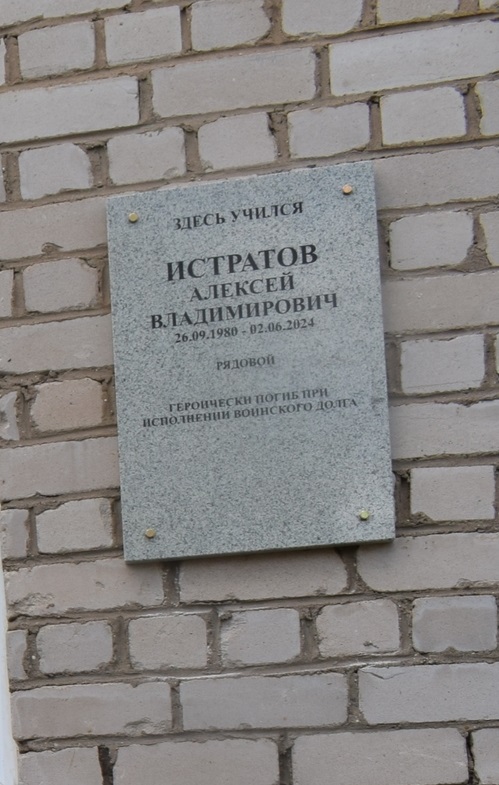 ЗДЕСЬ УЧИЛСЯ
ИСТРАТОВ
АЛЕКСЕЙ
ВЛАДИМИРОВИЧ
26.09.1980 - 02.06.2024
РЯДОВОЙ
ГЕРОИЧЕСКИ ПОГИБ ПРИ
ИСПОЛНЕНИИ ВОИНСКОГО ДОЛГА